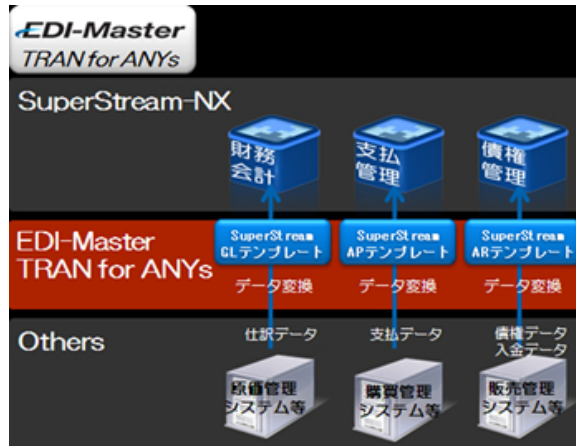 EDI-Master
TRAN for ANYs
SuperStream-NX
財務
会計
支払
管理
債権
管理
EDI-Master
TRAN for ANYs
SuperStream
GLテンプレート
SuperStream
APテンプレート
SuperStream
ARテンプレート
データ変換
データ変換
データ変換
Others
仕訳データ
支払データ
債権データ
入金データ
原価管理
システム等
購買管理
システム等
販売管理
システム等